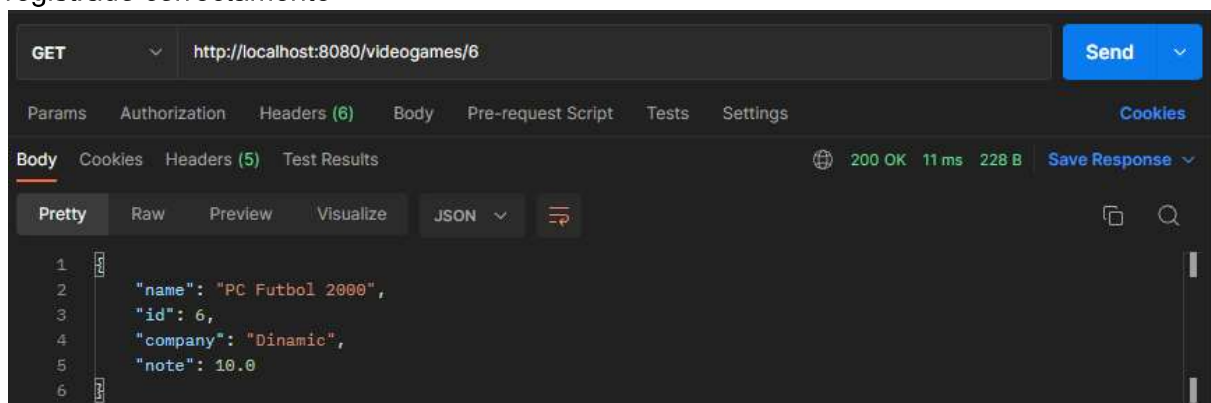 GET http://localhost:8080/videogames/6 Send
Params Authorization Headers (6) Body Pre-request Script Tests Settings Cookies
Body Cookies Headers (5) Test Results 200 OK 11 ms 228 B Save Response
Pretty Raw Preview Visualize JSON
1 {
2 "name": "PC Futbol 2000",
3 "id": 6,
4 "company": "Dinamic",
5 "note": 10.0
6 }